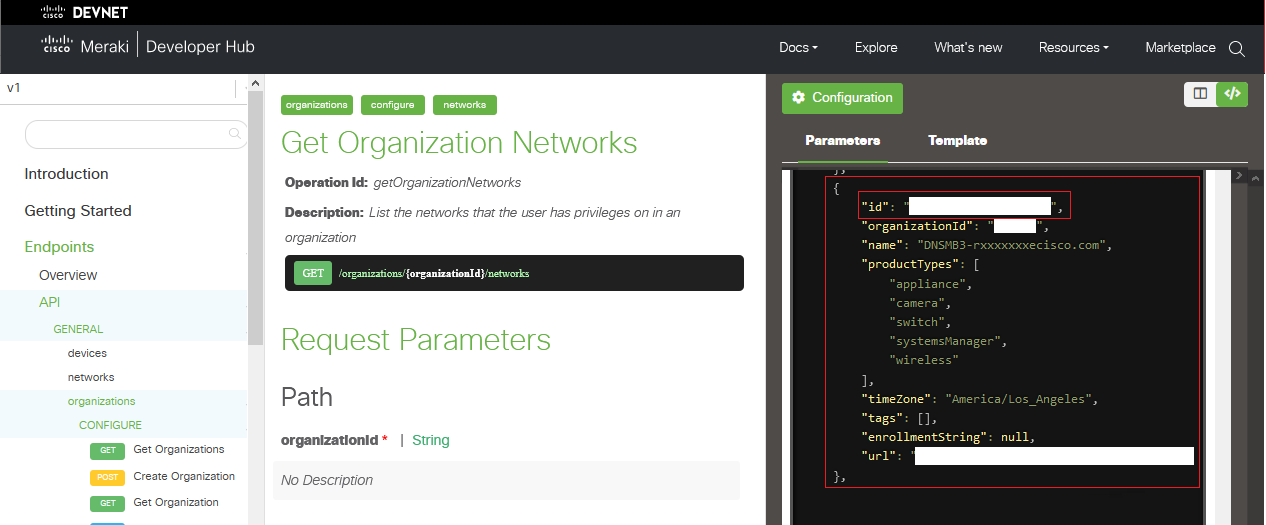 CISCO DEVNET
CISCO Meraki | Developer Hub
Docs Explore What's new Resources Marketplace
v1
Introduction
Getting Started
Endpoints
Overview
API
GENERAL
devices
networks
organizations
CONFIGURE
GET Get Organizations
POST Create Organization
GET Get Organization
organizations configure networks
Get Organization Networks
Operation Id: getOrganizationNetworks
Description: List the networks that the user has privileges on in an
organization
GET /organizations/{organizationId}/networks
Request Parameters
Path
organizationId * | String
No Description
Configuration
</>
Parameters Template
},
{
"id": "",
"organizationId": "",
"name": "DNSMB3-rxxxxxxxecisco.com",
"productTypes": [
"appliance",
"camera",
"switch",
"systemsManager",
"wireless"
],
"timeZone": "America/Los_Angeles",
"tags": [],
"enrollmentString": null,
"url": "
},